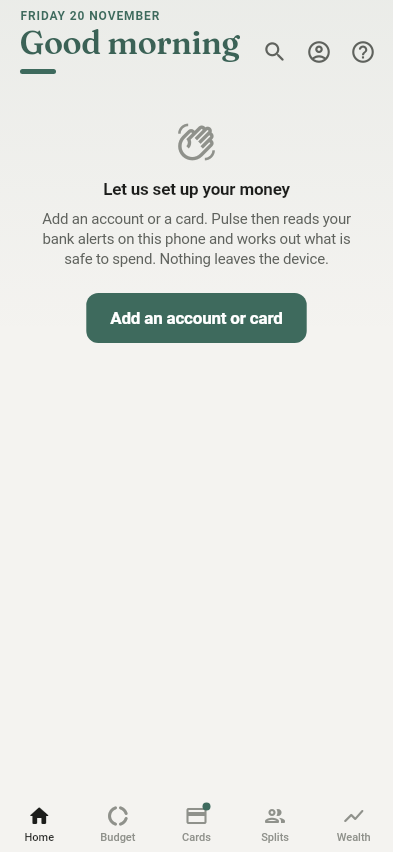 FRIDAY 20 NOVEMBER
Good morning
Let us set up your money
Add an account or a card. Pulse then reads your
bank alerts on this phone and works out what is
safe to spend. Nothing leaves the device.
Add an account or card
Home
Budget
Cards
Splits
Wealth